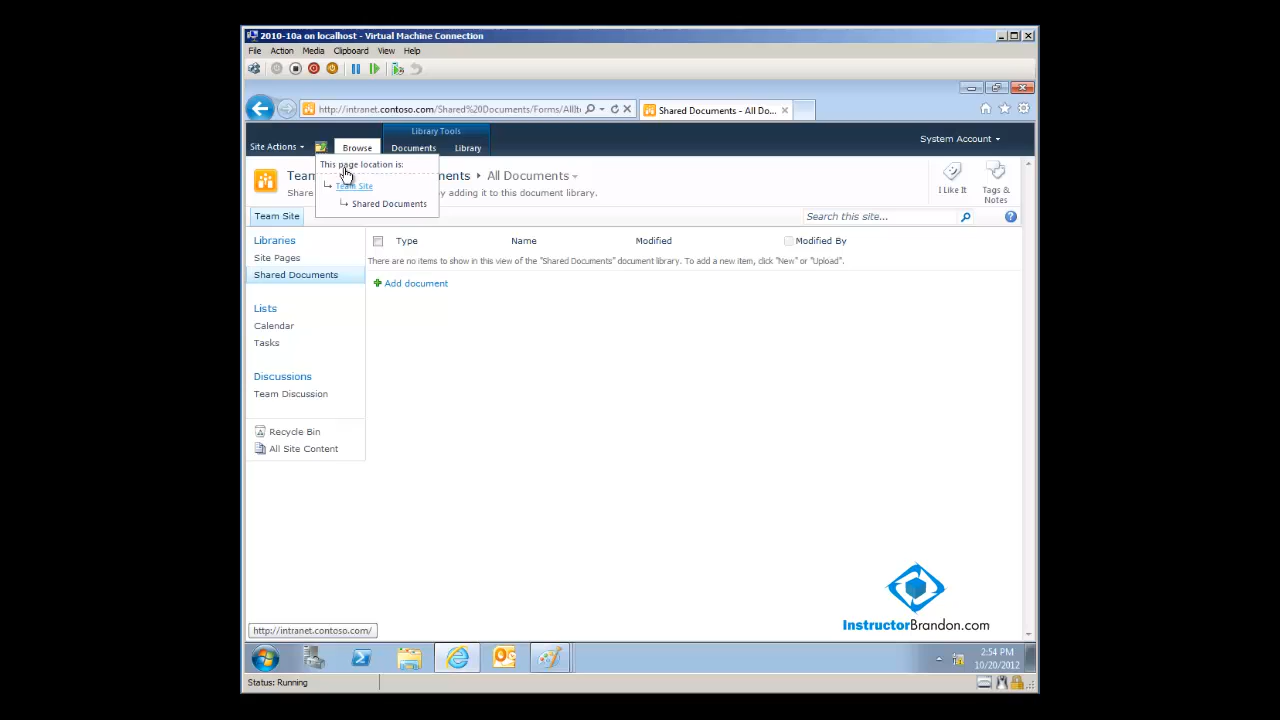 2010-10a on localhost - Virtual Machine Connection
File Action Media Clipboard View Help
http://intranet.contoso.com/Shared%20Documents/Forms/AllIt
Shared Documents - All Do...
Library Tools
Site Actions Browse Documents Library System Account
This page location is:
Team Site
Shared Documents
All Documents
by adding it to this document library.
I Like It
Tags & Notes
Team Site
Search this site...
Libraries
Site Pages
Shared Documents
Lists
Calendar
Tasks
Discussions
Team Discussion
Recycle Bin
All Site Content
Type Name Modified Modified By
There are no items to show in this view of the "Shared Documents" document library. To add a new item, click "New" or "Upload".
Add document
InstructorBrandon.com
http://intranet.contoso.com/
2:54 PM
10/20/2012
Status: Running